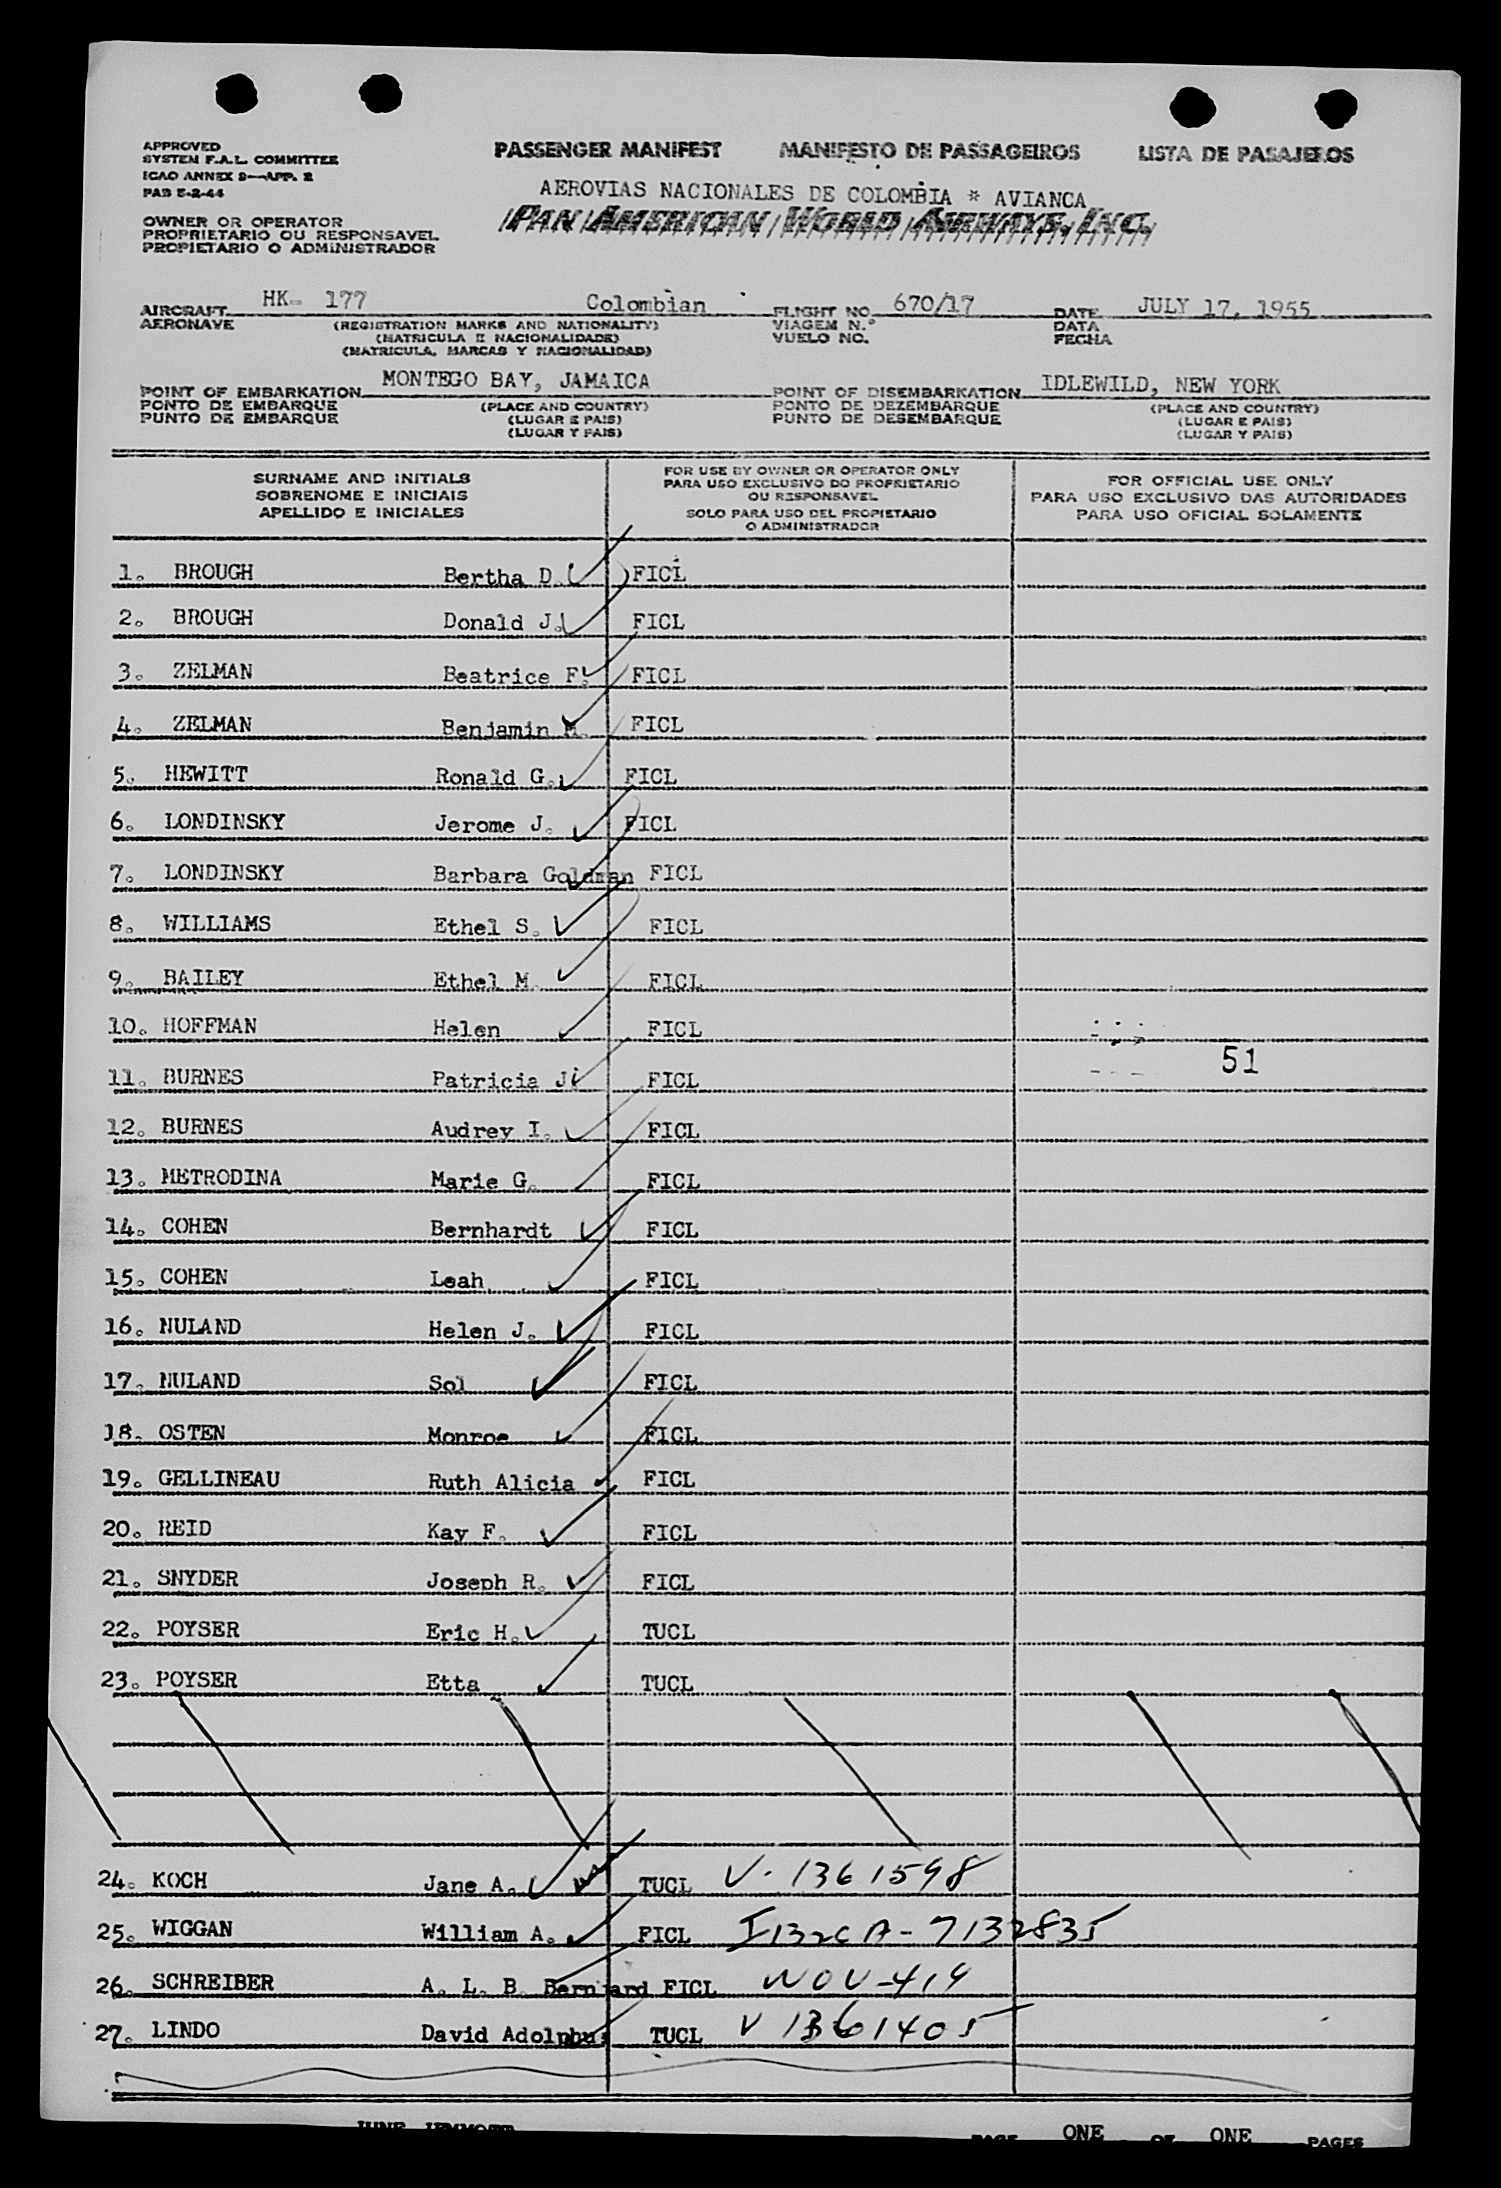 APPROVED
SYSTEM F.A.L. COMMITTEE
ICAO ANNEX 9—APP. 2
PAB E-2-44
PASSENGER MANIFEST MANIFESTO DE PASSAGEIROS LISTA DE PASAJEROS
AEROVIAS NACIONALES DE COLOMBIA * AVIANCA
PAN AMERICAN WORLD AIRWAYS, INC.
OWNER OR OPERATOR
PROPRIETARIO OU RESPONSAVEL
PROPIETARIO O ADMINISTRADOR
AIRCRAFT HK- 177 Colombian FLIGHT NO. 670/17 DATE JULY 17, 1955
AERONAVE (REGISTRATION MARKS AND NATIONALITY) VIAGEM N.º DATA
(MATRICULA E NACIONALIDADE) VUELO NO. FECHA
(MATRICULA, MARCAS Y NACIONALIDAD)
POINT OF EMBARKATION MONTEGO BAY, JAMAICA POINT OF DISEMBARKATION IDLEWILD, NEW YORK
PONTO DE EMBARQUE (PLACE AND COUNTRY) PONTO DE DEZEMBARQUE (PLACE AND COUNTRY)
PUNTO DE EMBARQUE (LUGAR E PAIS) PUNTO DE DESEMBARQUE (LUGAR E PAIS)
(LUGAR Y PAIS) (LUGAR Y PAIS)
SURNAME AND INITIALS
SOBRENOME E INICIAIS
APELLIDO E INICIALES
FOR USE BY OWNER OR OPERATOR ONLY
PARA USO EXCLUSIVO DO PROPRIETARIO
OU RESPONSAVEL
SOLO PARA USO DEL PROPIETARIO
O ADMINISTRADOR
FOR OFFICIAL USE ONLY
PARA USO EXCLUSIVO DAS AUTORIDADES
PARA USO OFICIAL SOLAMENTE
1. BROUGH Bertha D. FICL
2. BROUGH Donald J. FICL
3. ZELMAN Beatrice F. FICL
4. ZELMAN Benjamin M. FICL
5. HEWITT Ronald G. FICL
6. LONDINSKY Jerome J. FICL
7. LONDINSKY Barbara Goldman FICL
8. WILLIAMS Ethel S. FICL
9. BAILEY Ethel M. FICL
10. HOFFMAN Helen FICL
51
11. BURNES Patricia J. FICL
12. BURNES Audrey I. FICL
13. METRODINA Marie G. FICL
14. COHEN Bernhardt FICL
15. COHEN Leah FICL
16. NULAND Helen J. FICL
17. NULAND Sol FICL
18. OSTEN Monroe FICL
19. GELLINEAU Ruth Alicia FICL
20. REID Kay F. FICL
21. SNYDER Joseph R. FICL
22. POYSER Eric H. TUCL
23. POYSER Etta TUCL
24. KOCH Jane A. TUCL V-1361598
25. WIGGAN William A. FICL I132C A-7132835
26. SCHREIBER A. L. B. Bernard FICL NOU-419
27. LINDO David Adolphus TUCL V 1361405
PAGE ONE OF ONE PAGES